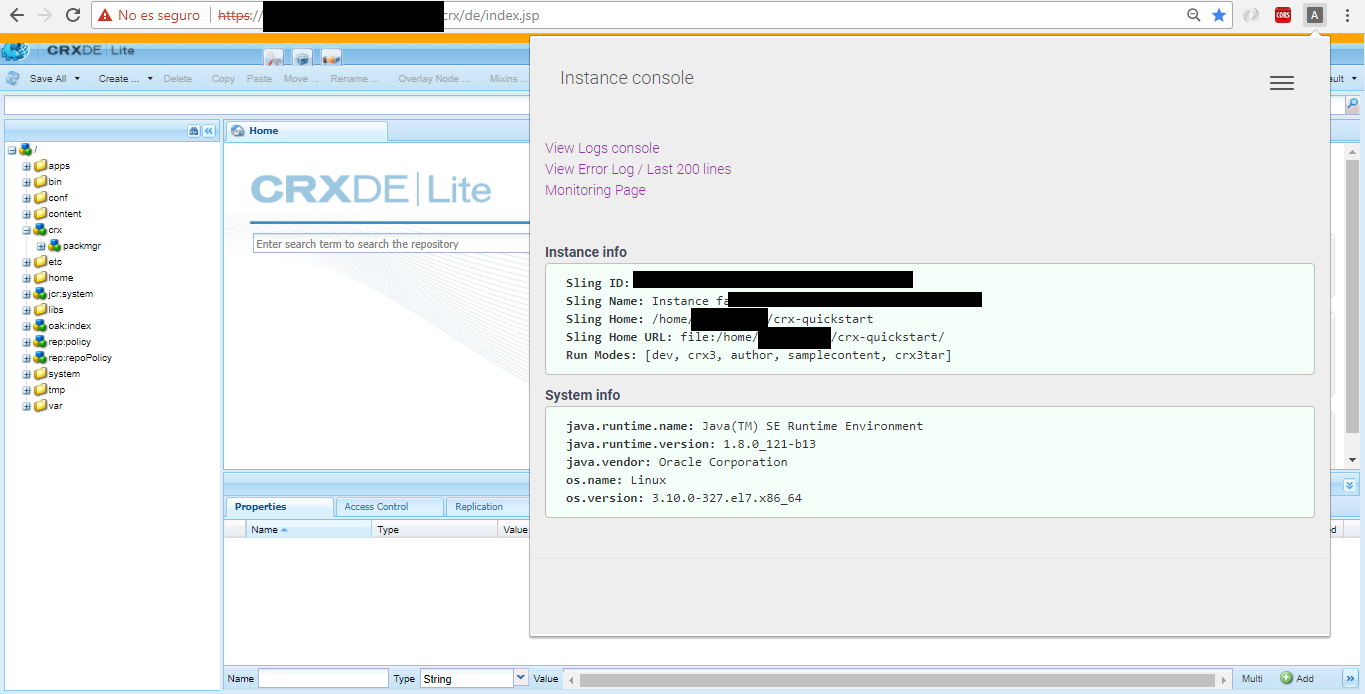 No es seguro | https:// crx/de/index.jsp
CORS
A
CRXDE | Lite
Save All Create ... Delete Copy Paste Move ... Rename ... Overlay Node ... Mixins ... ault
Home
/
apps
bin
conf
content
crx
packmgr
etc
home
jcr:system
libs
oak:index
rep:policy
rep:repoPolicy
system
tmp
var
CRXDE | Lite
Enter search term to search the repository
Properties Access Control Replication
Name Type Value
d
Name Type String Value Multi Add
Instance console
View Logs console
View Error Log / Last 200 lines
Monitoring Page
Instance info
Sling ID:
Sling Name: Instance fa
Sling Home: /home/ /crx-quickstart
Sling Home URL: file:/home/ /crx-quickstart/
Run Modes: [dev, crx3, author, samplecontent, crx3tar]
System info
java.runtime.name: Java(TM) SE Runtime Environment
java.runtime.version: 1.8.0_121-b13
java.vendor: Oracle Corporation
os.name: Linux
os.version: 3.10.0-327.el7.x86_64